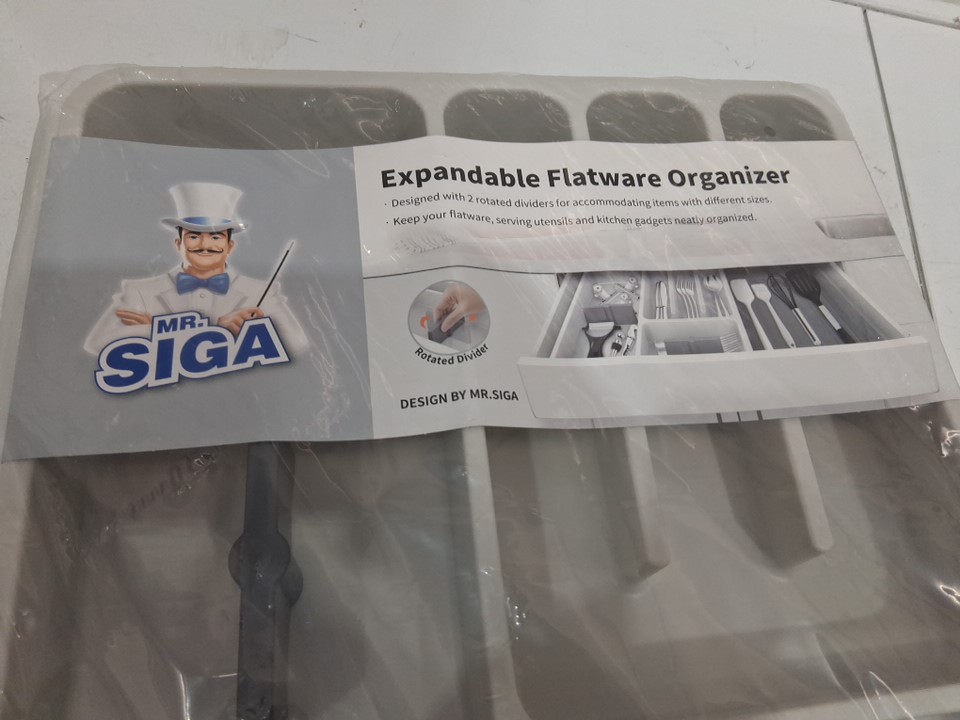 Expandable Flatware Organizer
· Designed with 2 rotated dividers for accommodating items with different sizes.
· Keep your flatware, serving utensils and kitchen gadgets neatly organized.
MR.
SIGA
Rotated Divider
DESIGN BY MR.SIGA